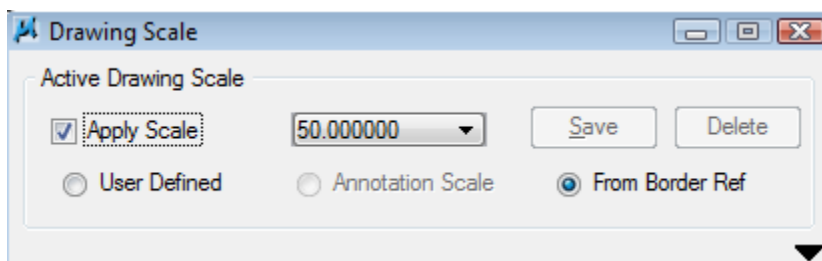 Drawing Scale
Active Drawing Scale
Apply Scale 50.000000 Save Delete
User Defined Annotation Scale From Border Ref